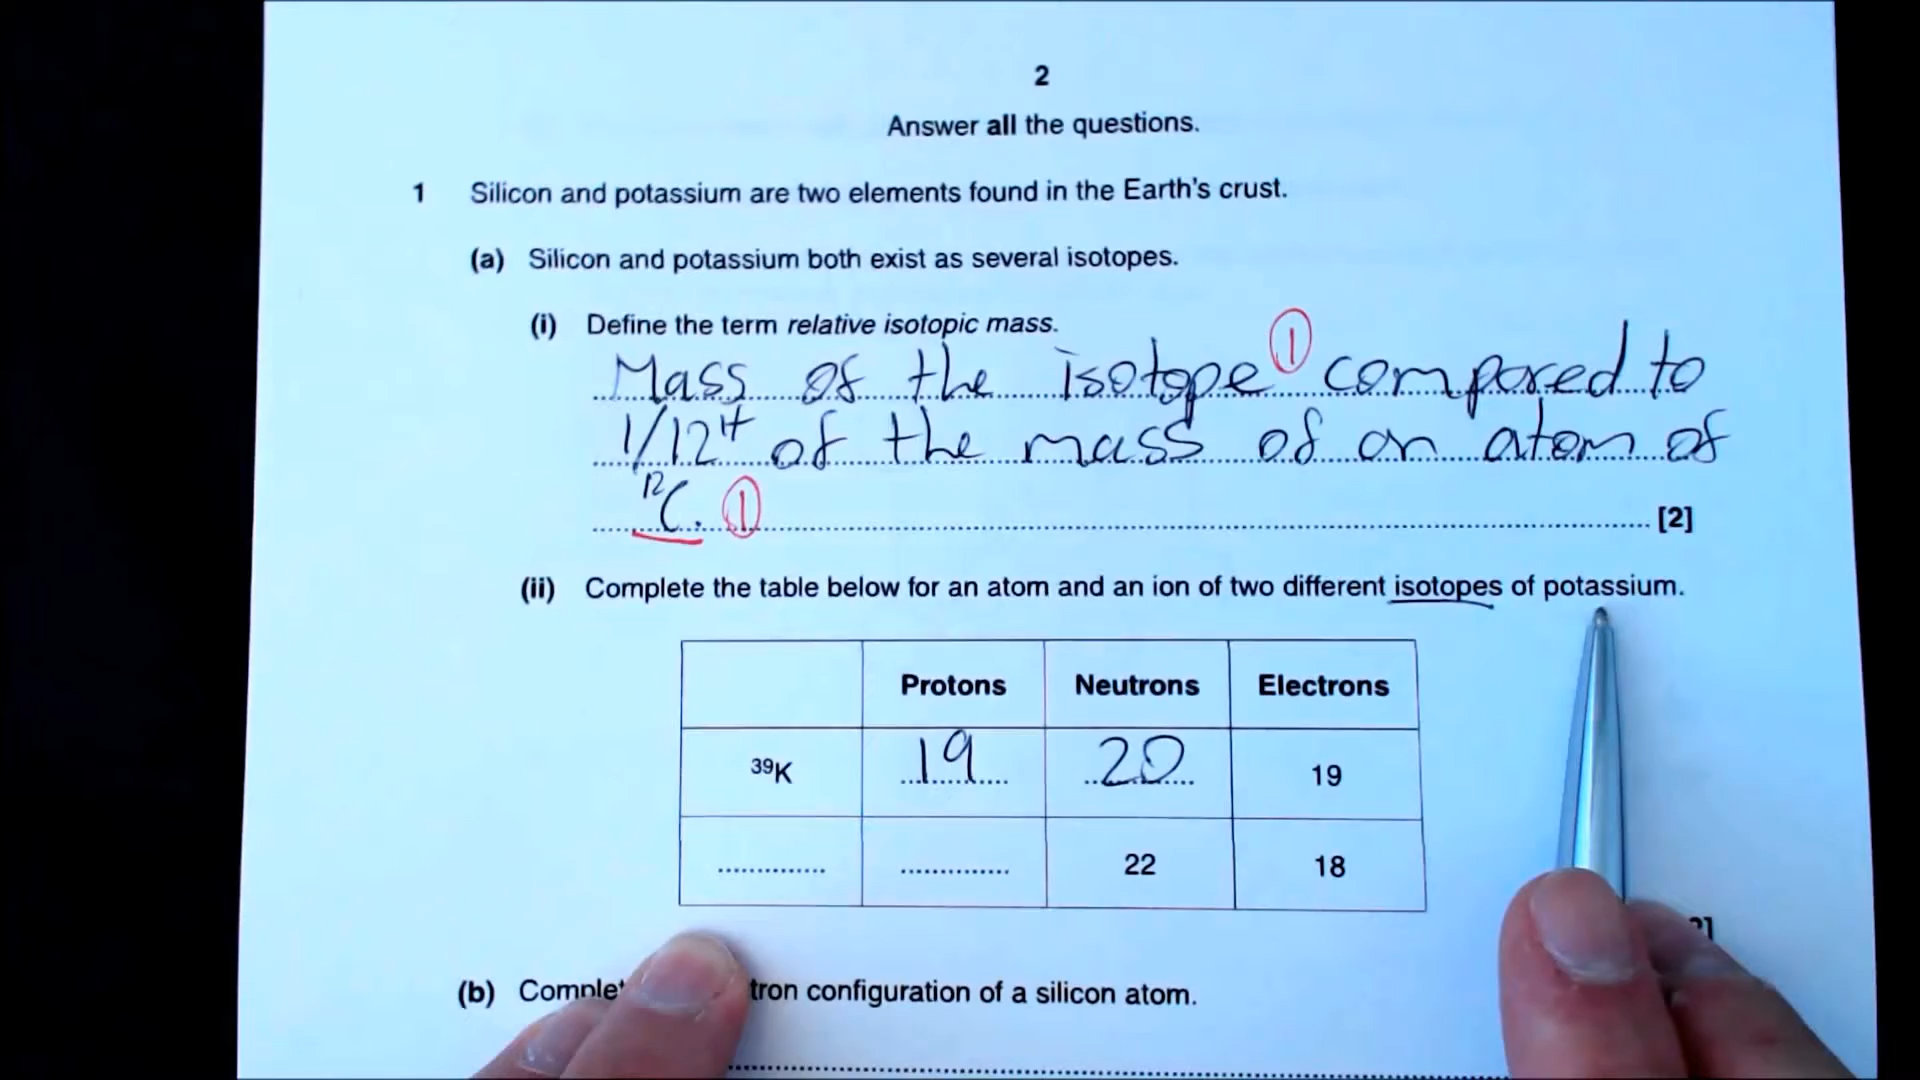 2
Answer all the questions.
1 Silicon and potassium are two elements found in the Earth's crust.
(a) Silicon and potassium both exist as several isotopes.
(i) Define the term relative isotopic mass.
Mass of the isotope ① compared to
1/12th of the mass of an atom of
¹²C. ①
[2]
(ii) Complete the table below for an atom and an ion of two different isotopes of potassium.
Protons Neutrons Electrons
³⁹K 19 20 19
22 18
(b) tron configuration of a silicon atom.